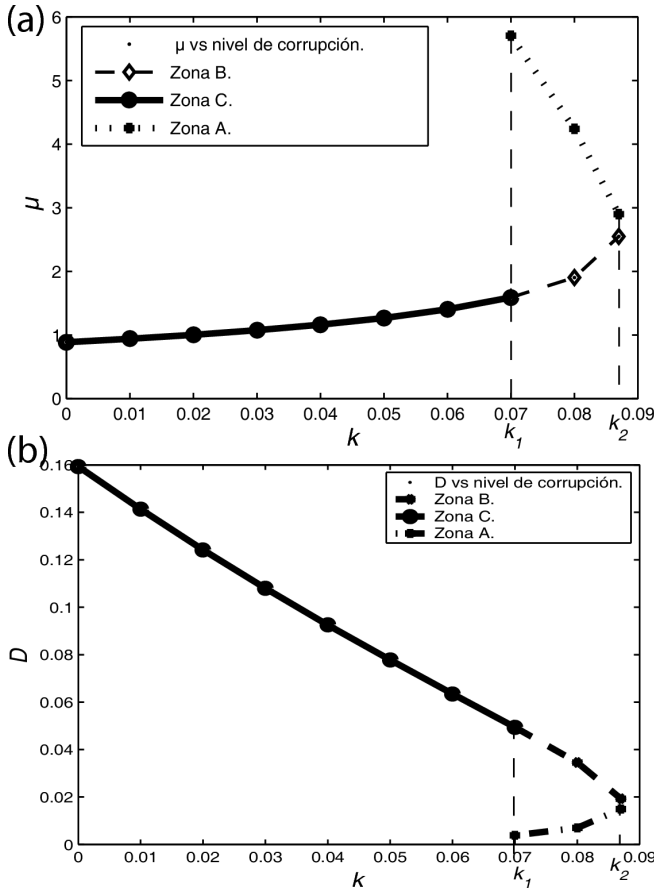 (a)
6
5
4
3
2
1
0
μ
μ vs nivel de corrupción.
Zona B.
Zona C.
Zona A.
0 0.01 0.02 0.03 0.04 0.05 0.06 0.07 0.08 0.09
k k₁ k₂
(b)
0.16
0.14
0.12
0.1
0.08
0.06
0.04
0.02
0
D
D vs nivel de corrupción.
Zona B.
Zona C.
Zona A.
0 0.01 0.02 0.03 0.04 0.05 0.06 0.07 0.08 0.09
k k₁ k₂